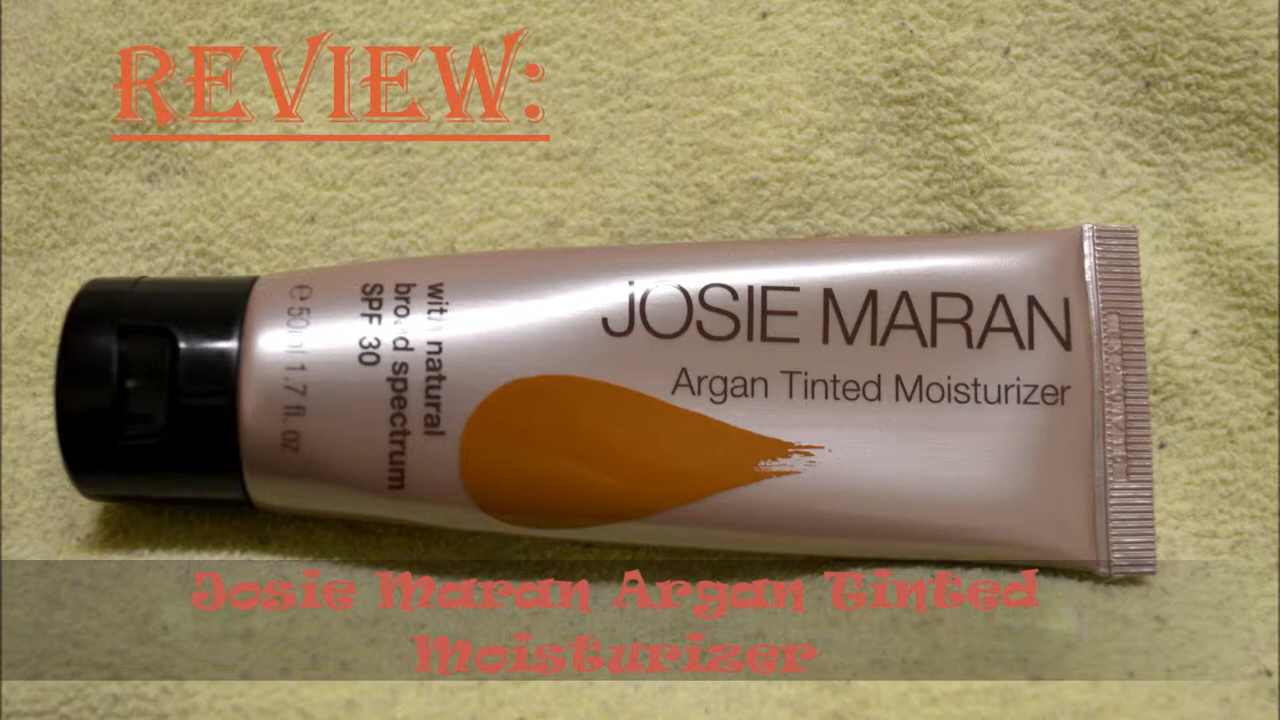 REVIEW:
JOSIE MARAN
Argan Tinted Moisturizer
with natural
broad spectrum
SPF 30
e 50ml/1.7 fl. oz
Josie Maran Argan Tinted
Moisturizer